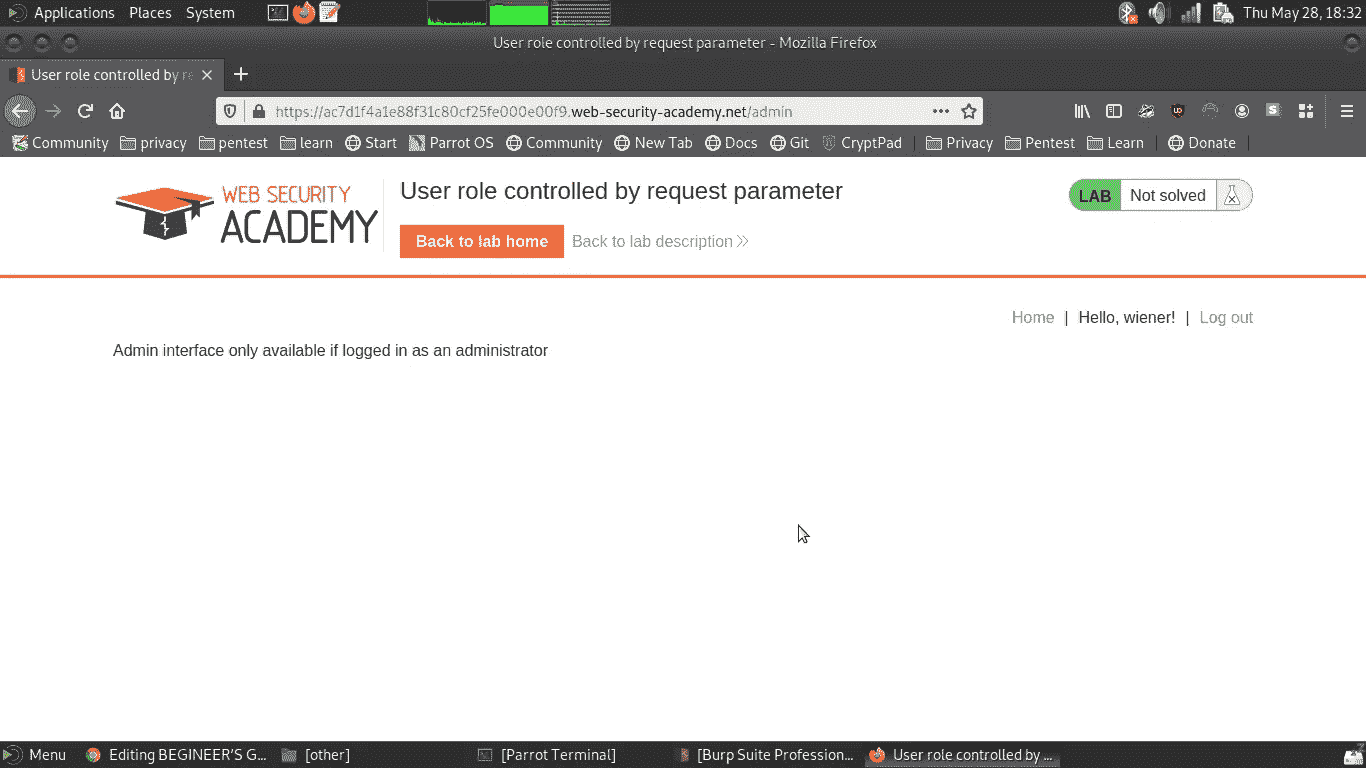 Applications Places System Thu May 28, 18:32
User role controlled by request parameter - Mozilla Firefox
User role controlled by re
https://ac7d1f4a1e88f31c80cf25fe000e00f9.web-security-academy.net/admin
Community privacy pentest learn Start Parrot OS Community New Tab Docs Git CryptPad Privacy Pentest Learn Donate
WEB SECURITY
ACADEMY
User role controlled by request parameter
LAB Not solved
Back to lab home Back to lab description
Home | Hello, wiener! | Log out
Admin interface only available if logged in as an administrator
Menu Editing BEGINEER'S G... [other] [Parrot Terminal] [Burp Suite Profession... User role controlled by ...